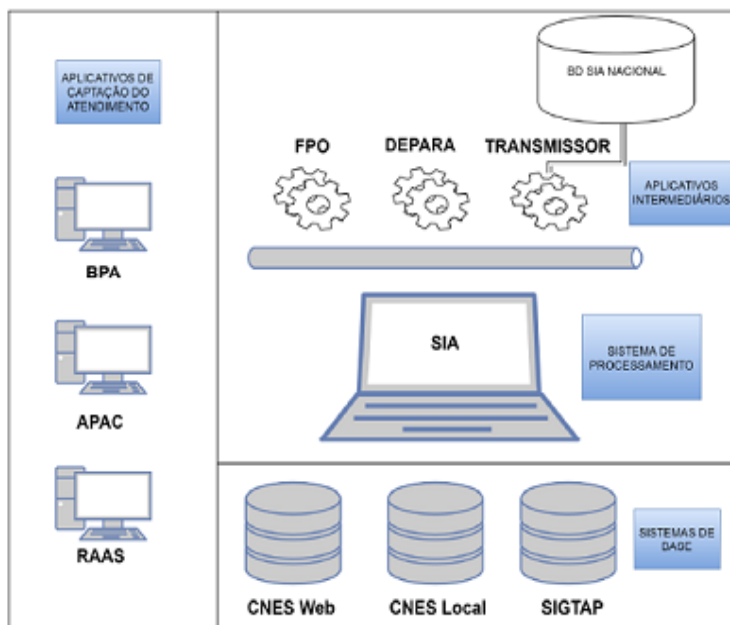 APLICATIVOS DE
CAPTAÇÃO DO
ATENDIMENTO
BPA
APAC
RAAS
BD SIA NACIONAL
FPO
DEPARA
TRANSMISSOR
APLICATIVOS
INTERMEDIÁRIOS
SIA
SISTEMA DE
PROCESSAMENTO
CNES Web
CNES Local
SIGTAP
SISTEMAS DE
BASE